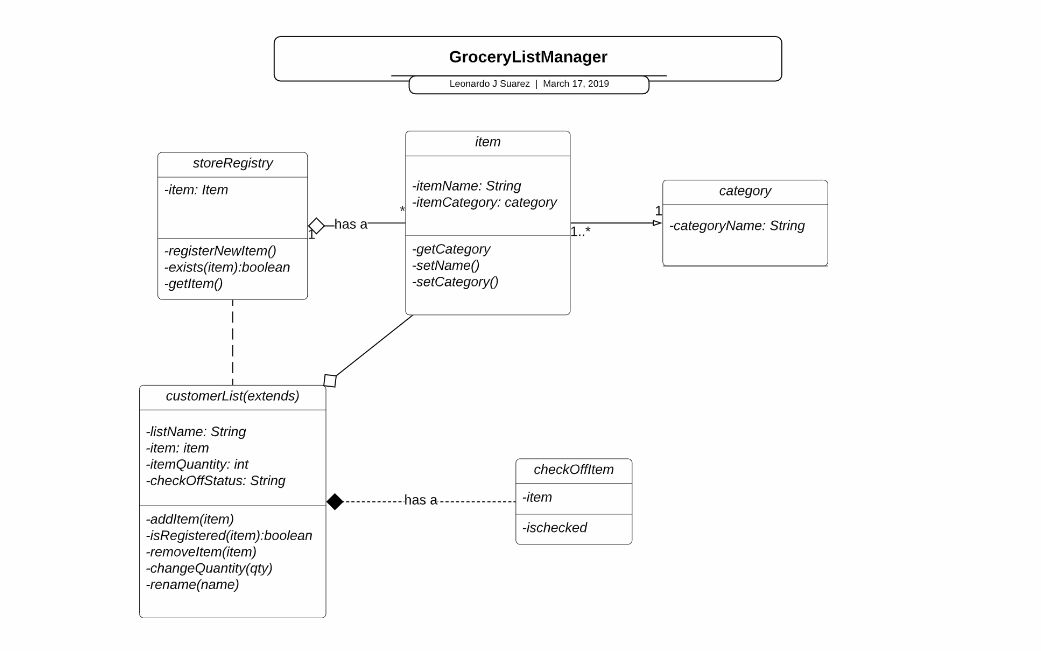 GroceryListManager
Leonardo J Suarez | March 17, 2019
storeRegistry
-item: Item
-registerNewItem()
-exists(item):boolean
-getItem()
1
has a
*
item
-itemName: String
-itemCategory: category
-getCategory
-setName()
-setCategory()
1..*
1
category
-categoryName: String
customerList(extends)
-listName: String
-item: item
-itemQuantity: int
-checkOffStatus: String
-addItem(item)
-isRegistered(item):boolean
-removeItem(item)
-changeQuantity(qty)
-rename(name)
has a
checkOffItem
-item
-ischecked